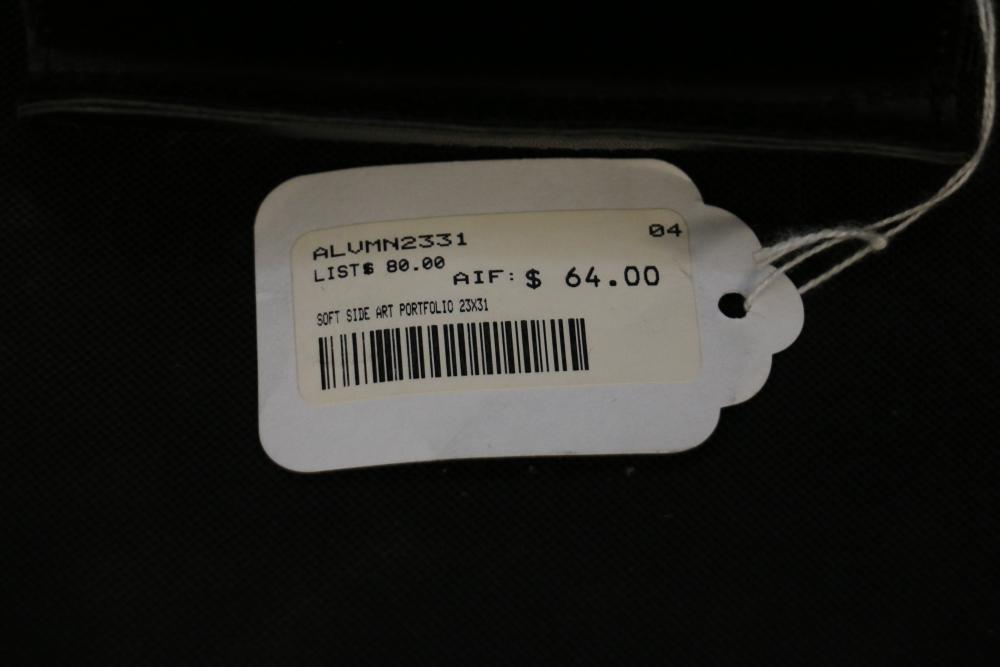 ALVMN2331 04
LIST$ 80.00 AIF: $ 64.00
SOFT SIDE ART PORTFOLIO 23X31